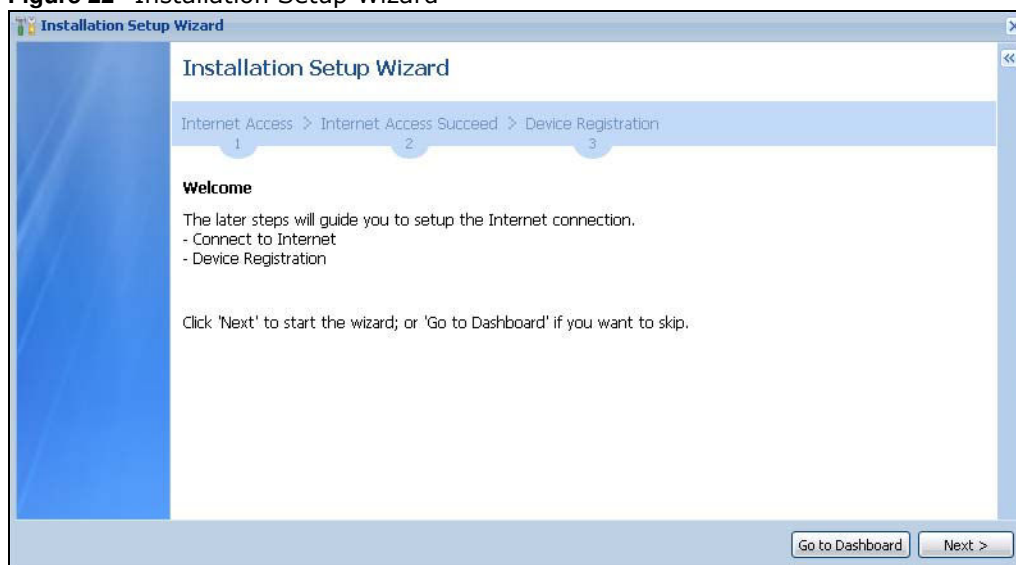 Figure 22 Installation Setup Wizard
Installation Setup Wizard
Installation Setup Wizard
Internet Access > Internet Access Succeed > Device Registration
1 2 3
Welcome
The later steps will guide you to setup the Internet connection.
- Connect to Internet
- Device Registration
Click 'Next' to start the wizard; or 'Go to Dashboard' if you want to skip.
Go to Dashboard Next >